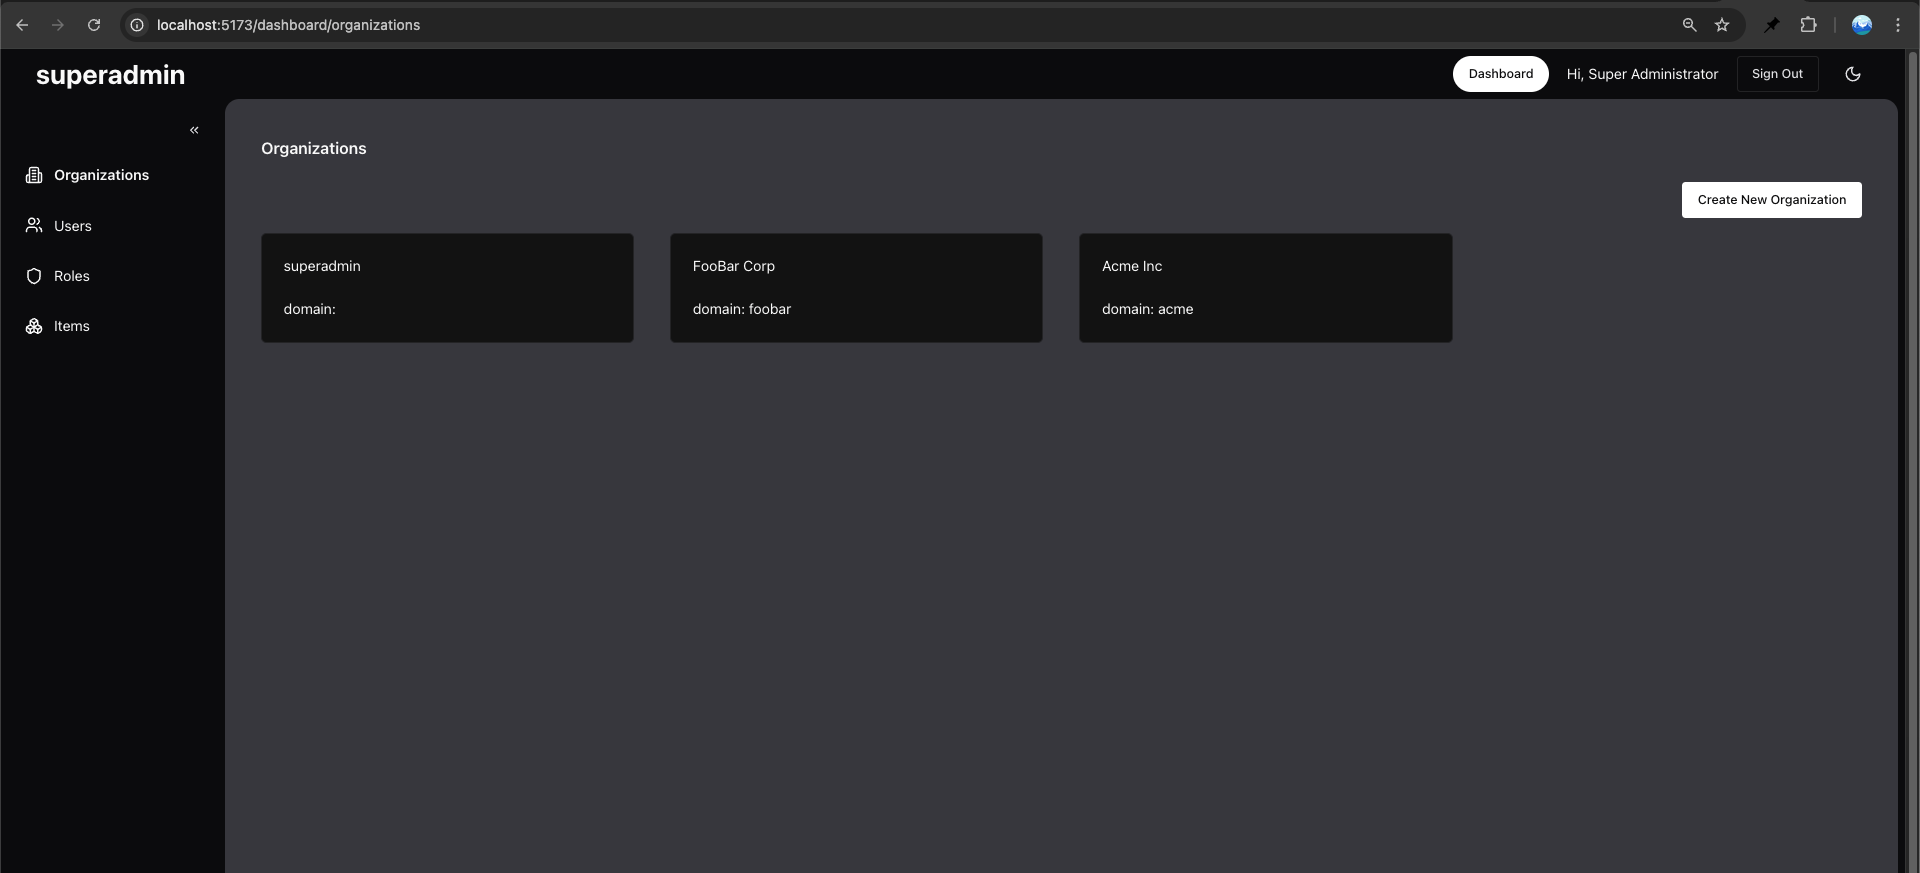 localhost:5173/dashboard/organizations
superadmin
Dashboard
Hi, Super Administrator
Sign Out
Organizations
Users
Roles
Items
Organizations
Create New Organization
superadmin
domain:
FooBar Corp
domain: foobar
Acme Inc
domain: acme